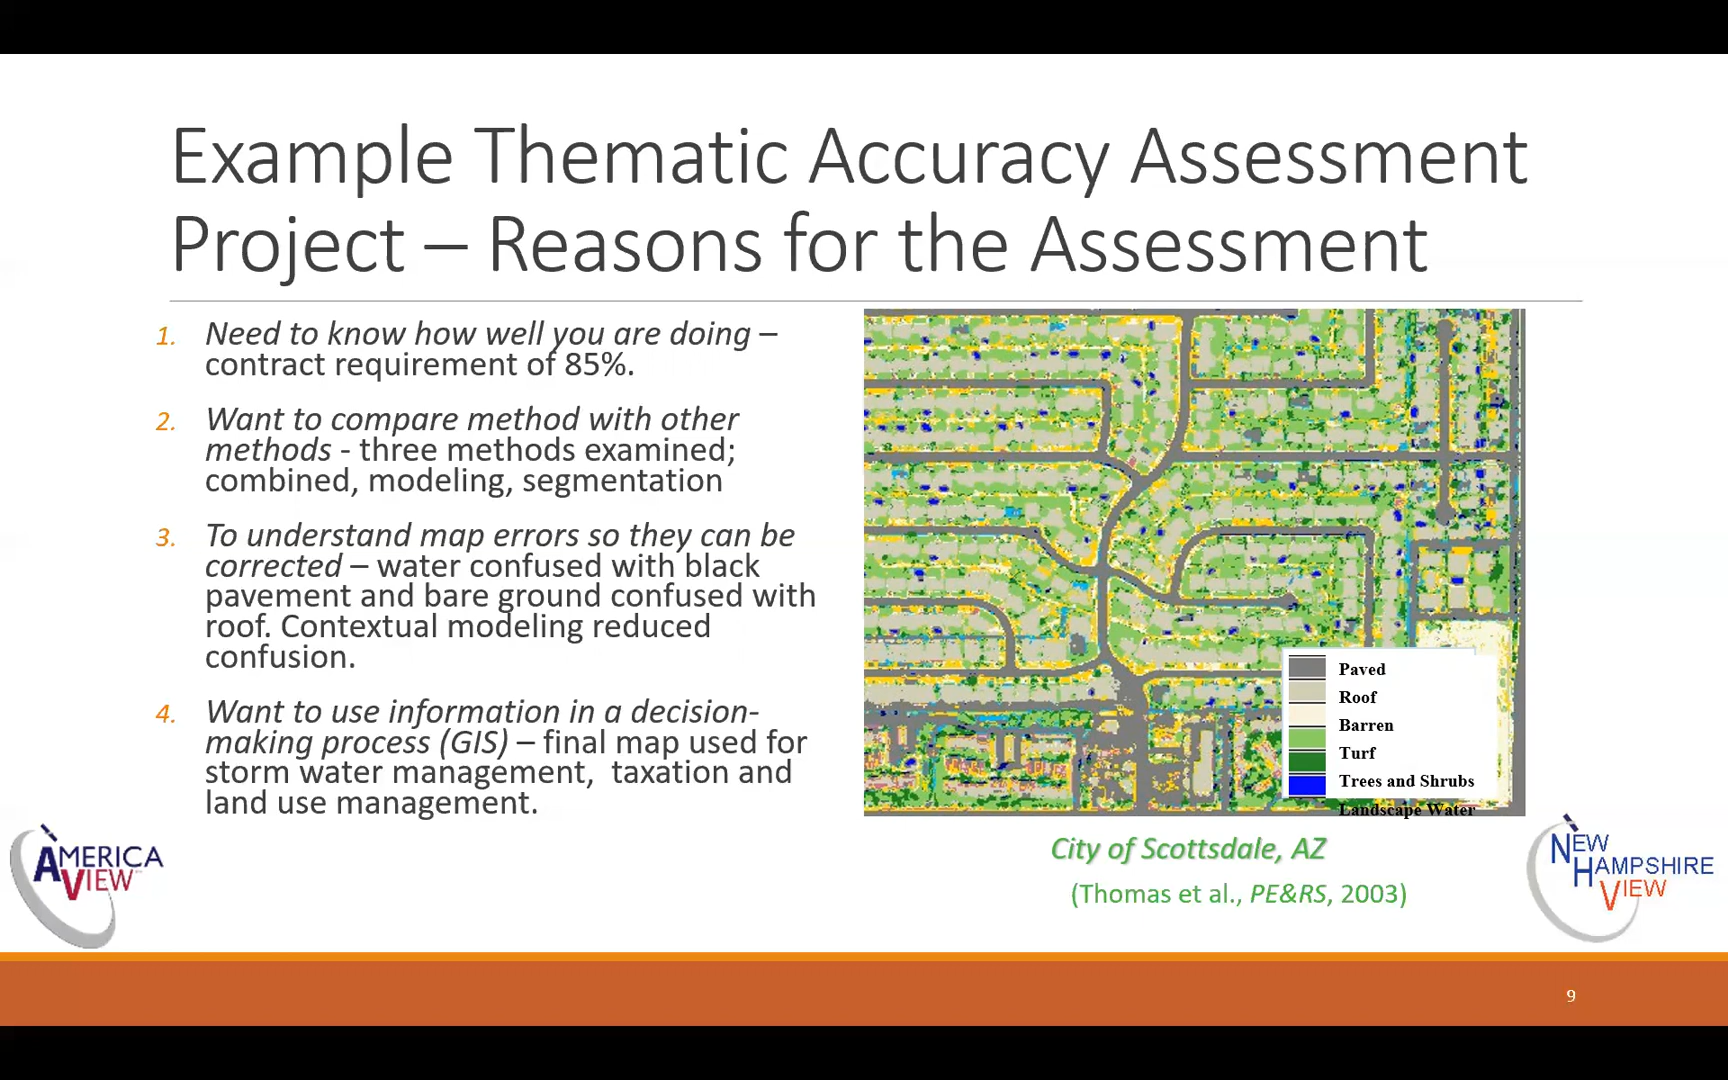 Example Thematic Accuracy Assessment
Project – Reasons for the Assessment
1. Need to know how well you are doing –
contract requirement of 85%.
2. Want to compare method with other
methods - three methods examined;
combined, modeling, segmentation
3. To understand map errors so they can be
corrected – water confused with black
pavement and bare ground confused with
roof. Contextual modeling reduced
confusion.
4. Want to use information in a decision-
making process (GIS) – final map used for
storm water management, taxation and
land use management.
Paved
Roof
Barren
Turf
Trees and Shrubs
Landscape Water
City of Scottsdale, AZ
(Thomas et al., PE&RS, 2003)
AMERICA
VIEW
NEW
HAMPSHIRE
VIEW
9